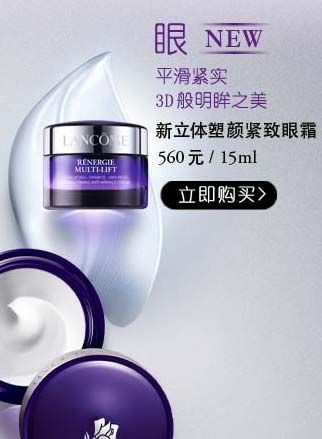 眼 NEW
平滑紧实
3D般明眸之美
新立体塑颜紧致眼霜
560元 / 15ml
立即购买>
LANCÔME
RÉNERGIE
MULTI-LIFT